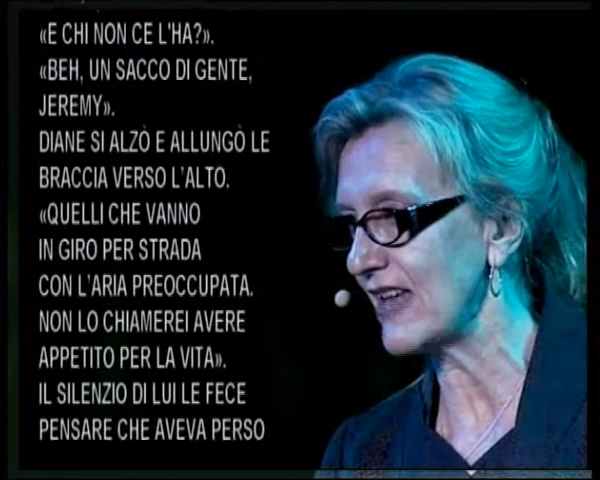 «E CHI NON CE L'HA?».
«BEH, UN SACCO DI GENTE,
JEREMY».
DIANE SI ALZÒ E ALLUNGÒ LE
BRACCIA VERSO L'ALTO.
«QUELLI CHE VANNO
IN GIRO PER STRADA
CON L'ARIA PREOCCUPATA.
NON LO CHIAMEREI AVERE
APPETITO PER LA VITA».
IL SILENZIO DI LUI LE FECE
PENSARE CHE AVEVA PERSO